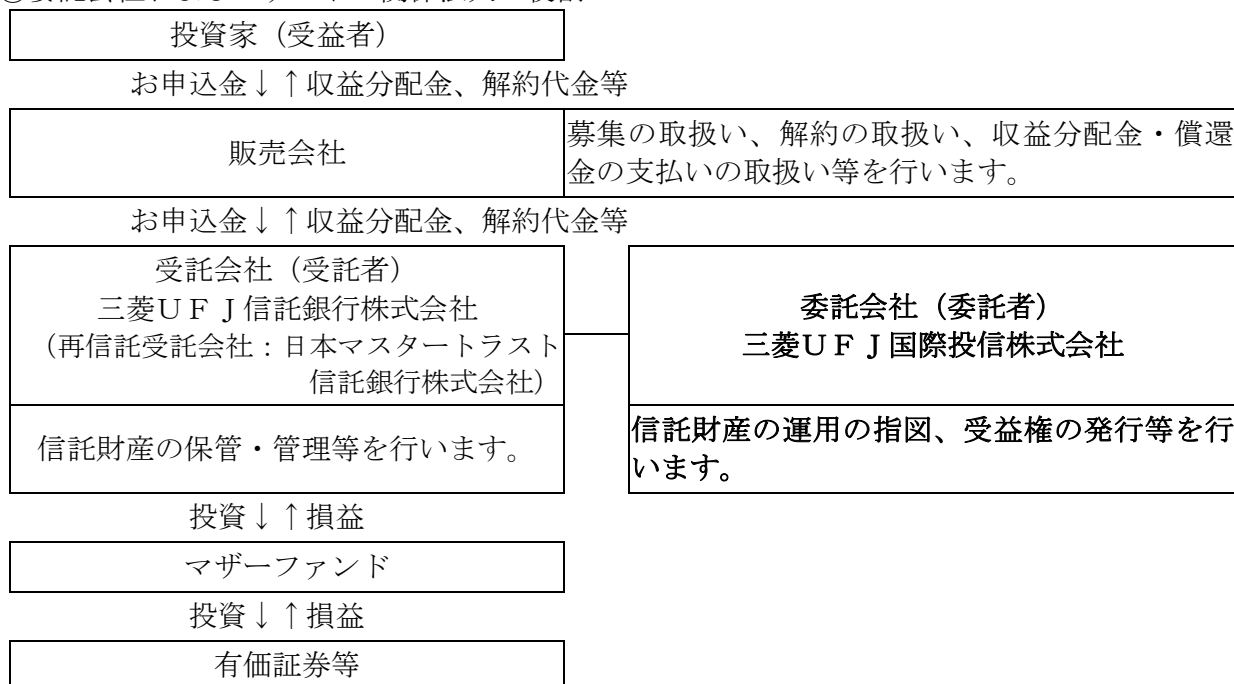 投資家（受益者）
お申込金↓↑収益分配金、解約代金等
販売会社
募集の取扱い、解約の取扱い、収益分配金・償還
金の支払いの取扱い等を行います。
お申込金↓↑収益分配金、解約代金等
受託会社（受託者）
三菱ＵＦＪ信託銀行株式会社
（再信託受託会社：日本マスタートラスト
信託銀行株式会社）
委託会社（委託者）
三菱ＵＦＪ国際投信株式会社
信託財産の保管・管理等を行います。
信託財産の運用の指図、受益権の発行等を行
います。
投資↓↑損益
マザーファンド
投資↓↑損益
有価証券等